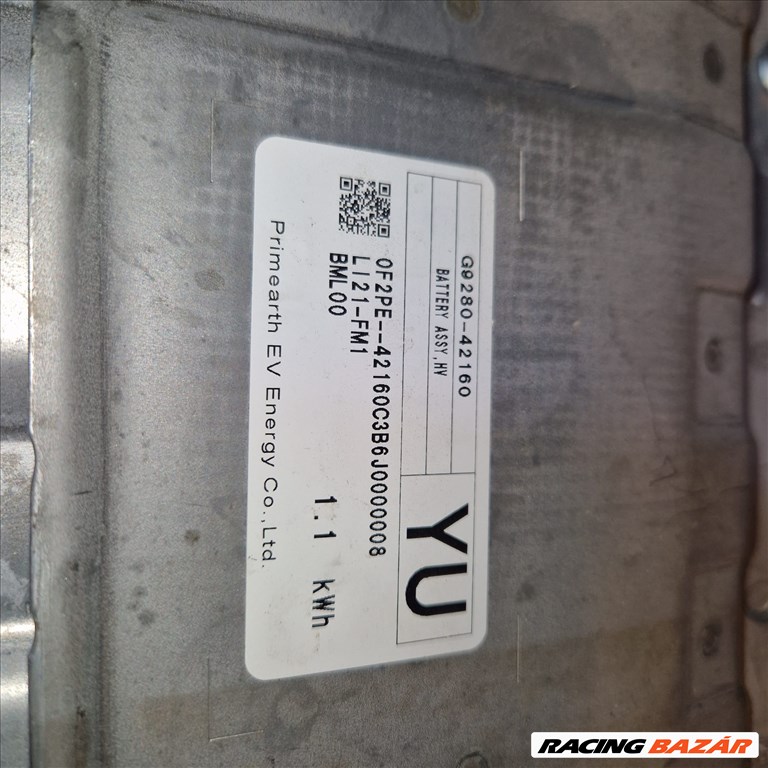 G9280-42160
BATTERY ASSY,HV
YU
0F2PE--42160C3B6J0000008
LI21-FM1
BML00
1.1 kWh
Primearth EV Energy Co.,Ltd.
RACING BAZÁR